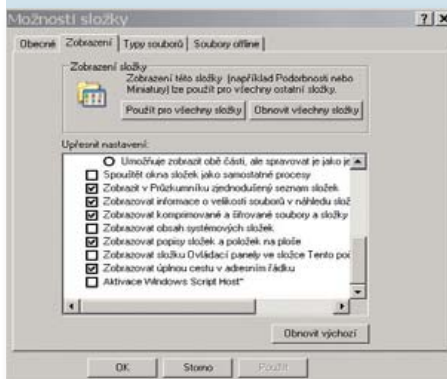 Možnosti složky
Obecné Zobrazení Typy souborů Soubory offline
Zobrazení složky
Zobrazení této složky (například Podobnosti nebo
Miniatury) lze použít pro všechny ostatní složky.
Použít pro všechny složky Obnovit všechny složky
Upřesnit nastavení:
Umožňuje zobrazit obě části, ale spravovat je jako je
Spouštět okna složek jako samostatné procesy
Zobrazit v Průzkumníku zjednodušený seznam složek
Zobrazovat informace o velikosti souborů v náhledu slož
Zobrazovat komprimované a šifrované soubory a složky
Zobrazovat obsah systémových složek
Zobrazovat popisy složek a položek na ploše
Zobrazovat složku Ovládací panely ve složce Tento poč
Zobrazovat úplnou cestu v adresním řádku
Aktivace Windows Script Host"
Obnovit výchozí
OK Storno Použít